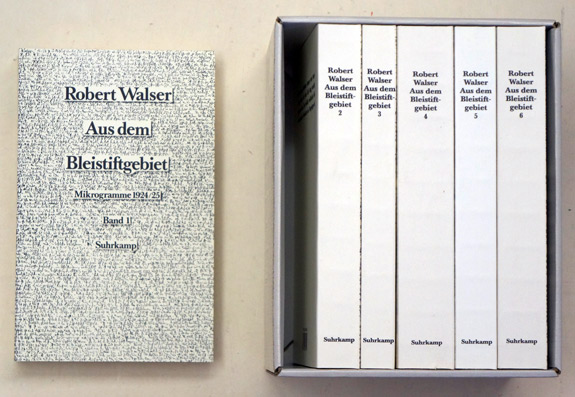 Robert Walser
Aus dem
Bleistiftgebiet
Mikrogramme 1924/25
Band 1
Suhrkamp
Robert
Walser
Aus dem
Bleistift-
gebiet
2
Suhrkamp
Robert
Walser
Aus dem
Bleistift-
gebiet
3
Suhrkamp
Robert
Walser
Aus dem
Bleistift-
gebiet
4
Suhrkamp
Robert
Walser
Aus dem
Bleistift-
gebiet
5
Suhrkamp
Robert
Walser
Aus dem
Bleistift-
gebiet
6
Suhrkamp